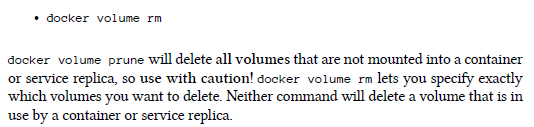 • docker volume rm
docker volume prune will delete all volumes that are not mounted into a container
or service replica, so use with caution! docker volume rm lets you specify exactly
which volumes you want to delete. Neither command will delete a volume that is in
use by a container or service replica.